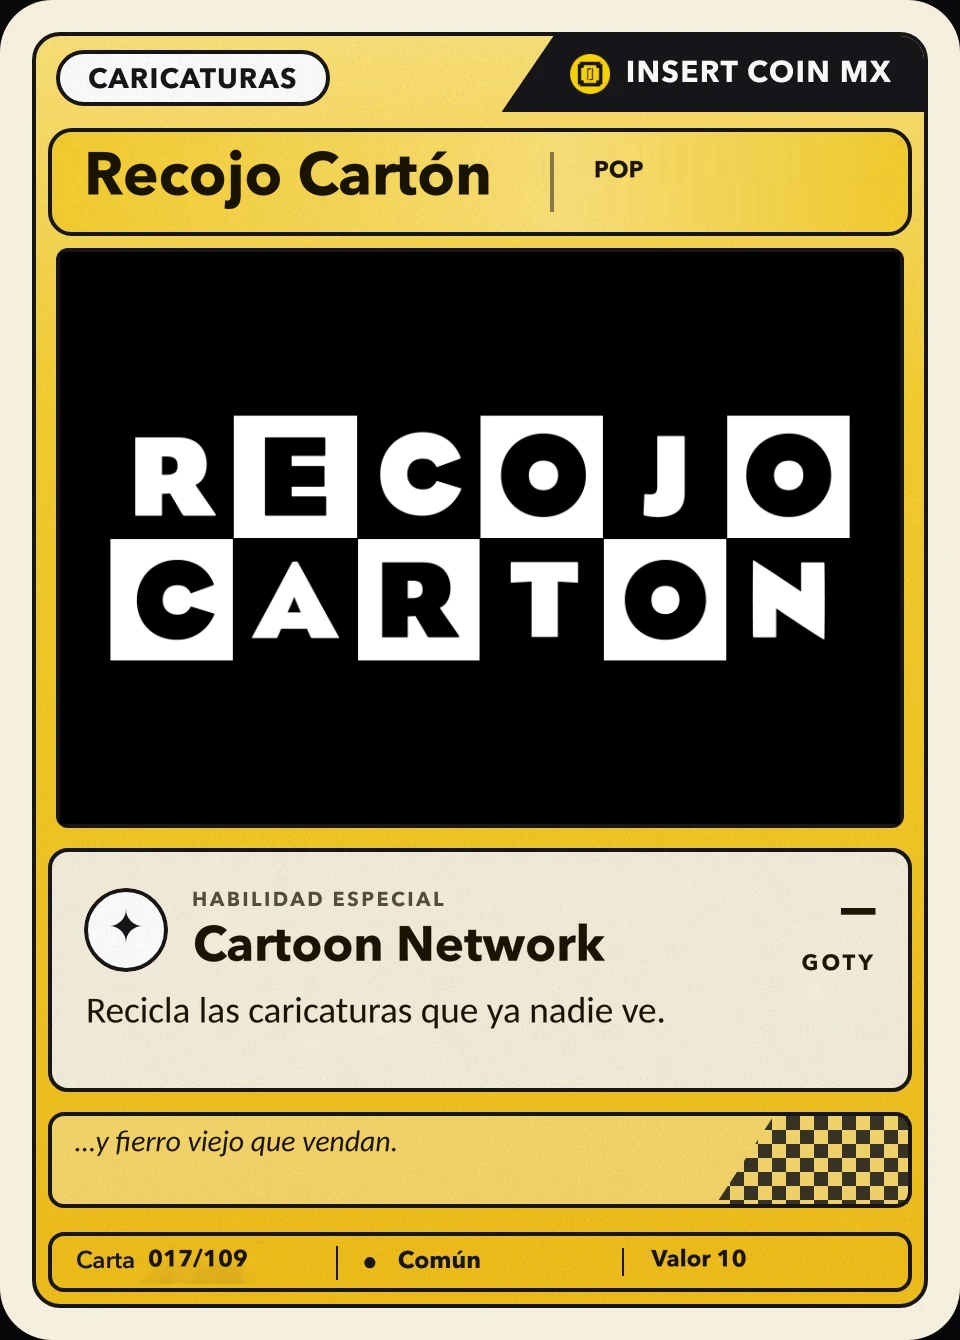 CARICATURAS
INSERT COIN MX
Recojo Cartón
POP
RECOJO
CARTON
HABILIDAD ESPECIAL
Cartoon Network
—
GOTY
Recicla las caricaturas que ya nadie ve.
...y fierro viejo que vendan.
Carta 017/109
• Común
Valor 10